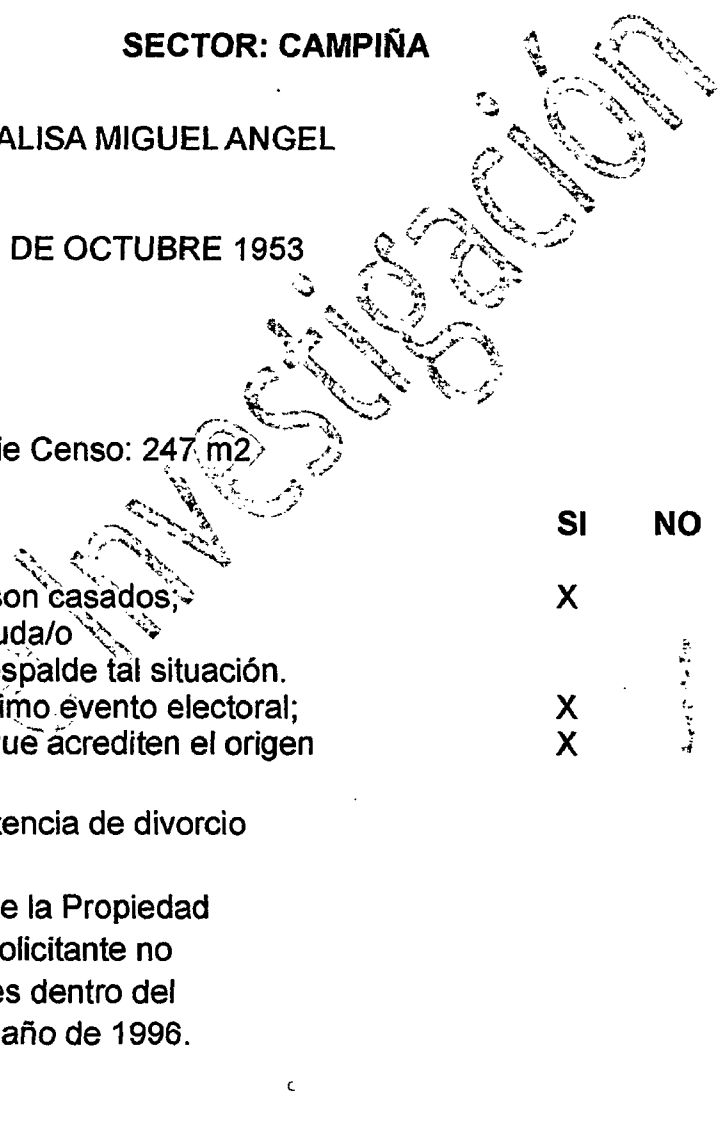 SECTOR: CAMPIÑA
ALISA MIGUEL ANGEL
DE OCTUBRE 1953
ie Censo: 247 m2
SI NO
son casados; X
uda/o
espalde tal situación.
imo evento electoral; X
que acrediten el origen X
tencia de divorcio
e la Propiedad
olicitante no
es dentro del
año de 1996.
e Investigación